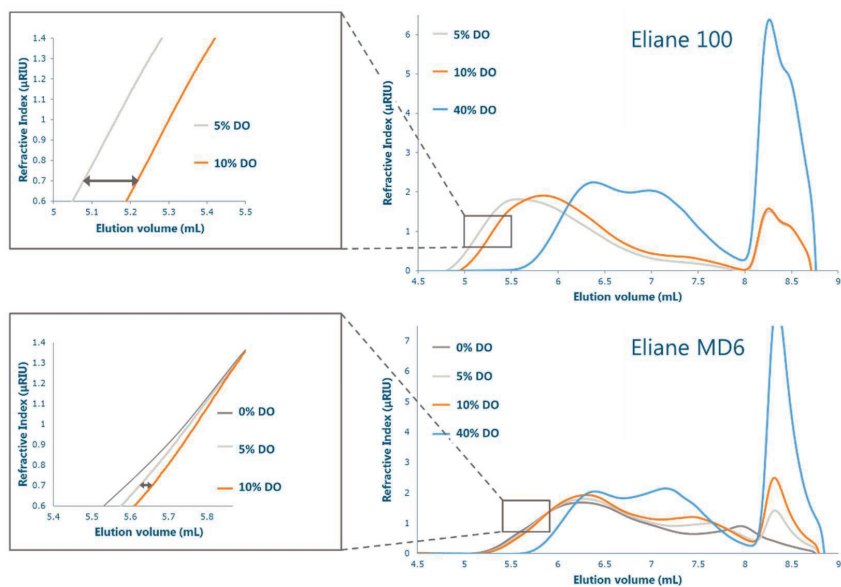 Eliane 100
5% DO
10% DO
40% DO
Refractive Index (µRIU)
6
5
4
3
2
1
0
4.5 5 5.5 6 6.5 7 7.5 8 8.5 9
Elution volume (mL)
1.4
1.3
1.2
1.1
1
0.9
0.8
0.7
0.6
Refractive Index (µRIU)
5% DO
10% DO
5 5.1 5.2 5.3 5.4 5.5
Elution volume (mL)
Eliane MD6
0% DO
5% DO
10% DO
40% DO
Refractive Index (µRIU)
7
6
5
4
3
2
1
0
4.5 5 5.5 6 6.5 7 7.5 8 8.5 9
Elution volume (mL)
1.4
1.3
1.2
1.1
1
0.9
0.8
0.7
0.6
Refractive Index (µRIU)
0% DO
5% DO
10% DO
5.4 5.5 5.6 5.7 5.8
Elution volume (mL)